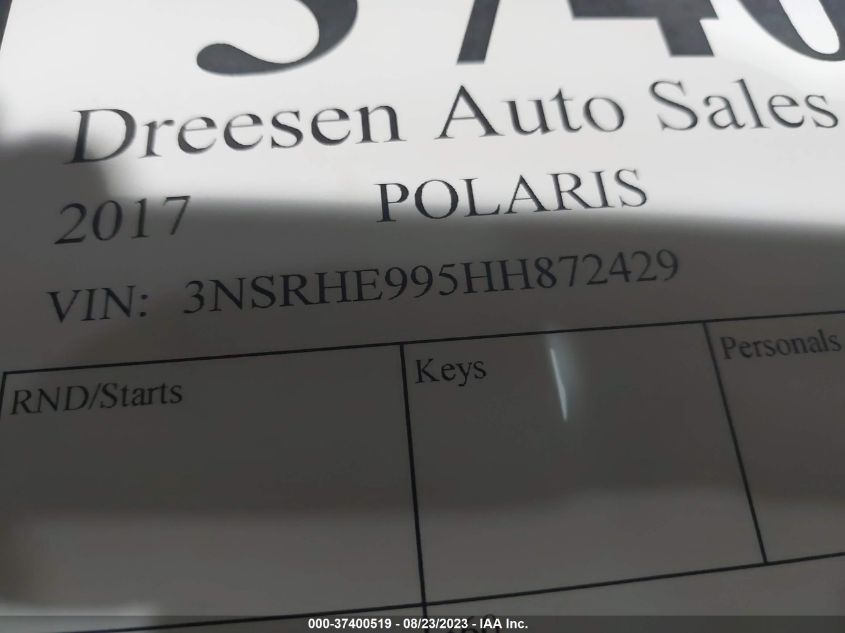 Dreesen Auto Sales
2017 POLARIS
VIN: 3NSRHE995HH872429
RND/Starts Keys Personals
000-37400519 - 08/23/2023 - IAA Inc.